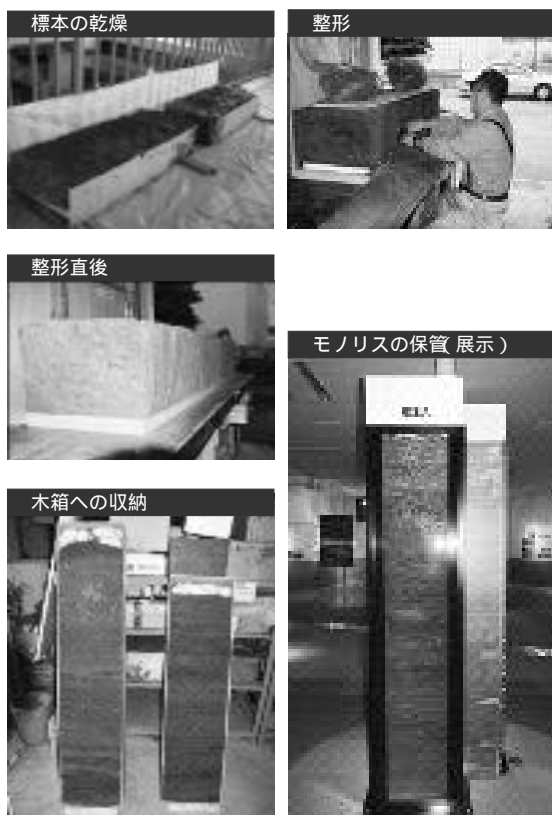 標本の乾燥
整形
整形直後
モノリスの保管(展示)
木箱への収納